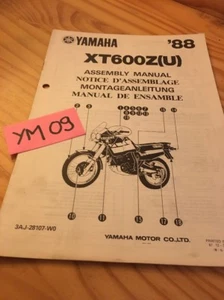 YAMAHA '88
XT600Z(U)
ASSEMBLY MANUAL
NOTICE D'ASSEMBLAGE
MONTAGEANLEITUNG
MANUAL DE ENSAMBLE
YM 09
3AJ-28107-W0
YAMAHA MOTOR CO.,LTD.